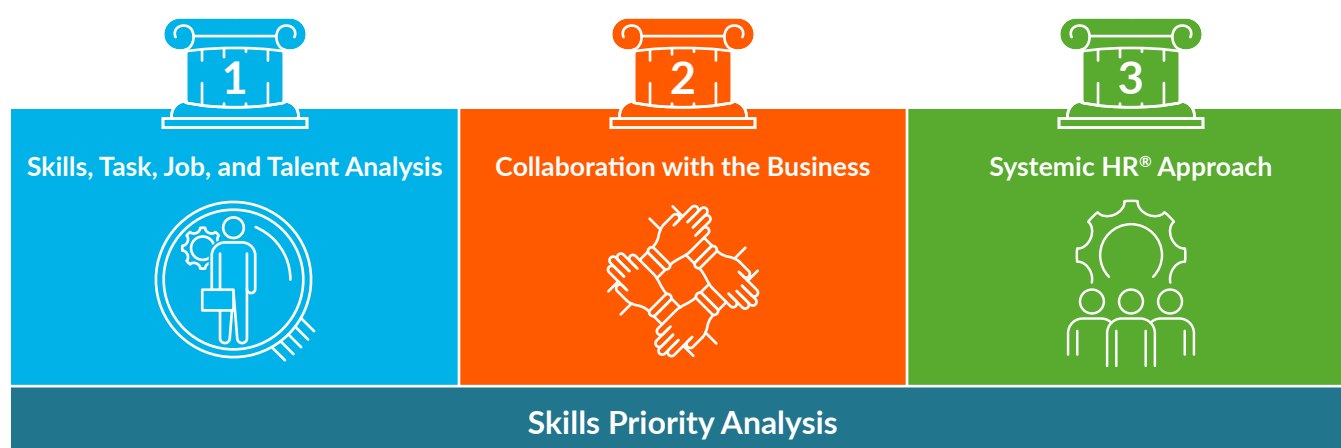 1
2
3
Skills, Task, Job, and Talent Analysis
Collaboration with the Business
Systemic HR® Approach
Skills Priority Analysis